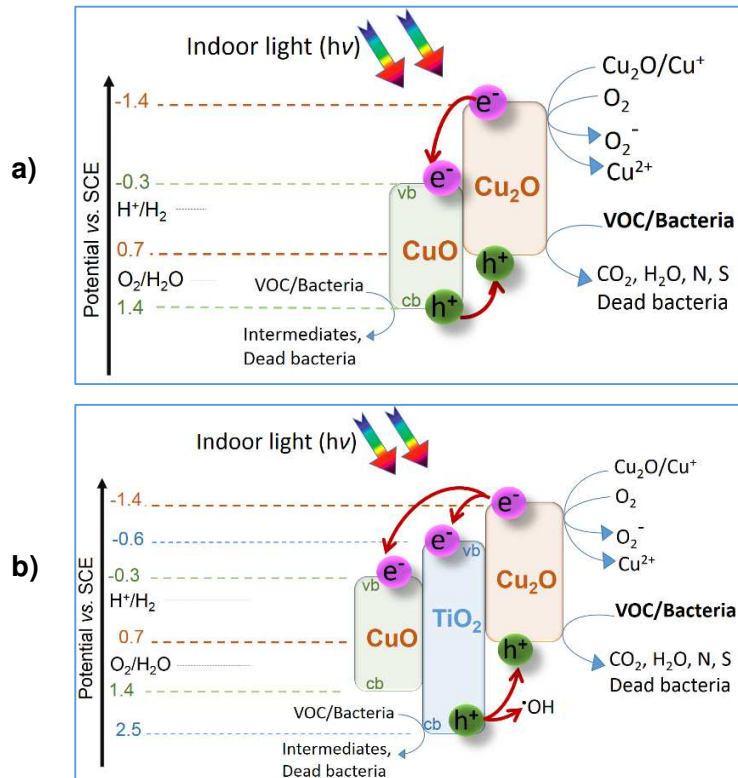 a)
Indoor light (hν)
Potential vs. SCE
-1.4
-0.3
H⁺/H₂
0.7
O₂/H₂O
1.4
e⁻
e⁻
vb
CuO
cb
h⁺
Cu₂O
h⁺
VOC/Bacteria
Intermediates,
Dead bacteria
Cu₂O/Cu⁺
O₂
O₂⁻
Cu²⁺
VOC/Bacteria
CO₂, H₂O, N, S
Dead bacteria
b)
Indoor light (hν)
Potential vs. SCE
-1.4
-0.6
-0.3
H⁺/H₂
0.7
O₂/H₂O
1.4
2.5
e⁻
e⁻
e⁻
vb
CuO
cb
vb
TiO₂
cb
h⁺
Cu₂O
h⁺
•OH
VOC/Bacteria
Intermediates,
Dead bacteria
Cu₂O/Cu⁺
O₂
O₂⁻
Cu²⁺
VOC/Bacteria
CO₂, H₂O, N, S
Dead bacteria